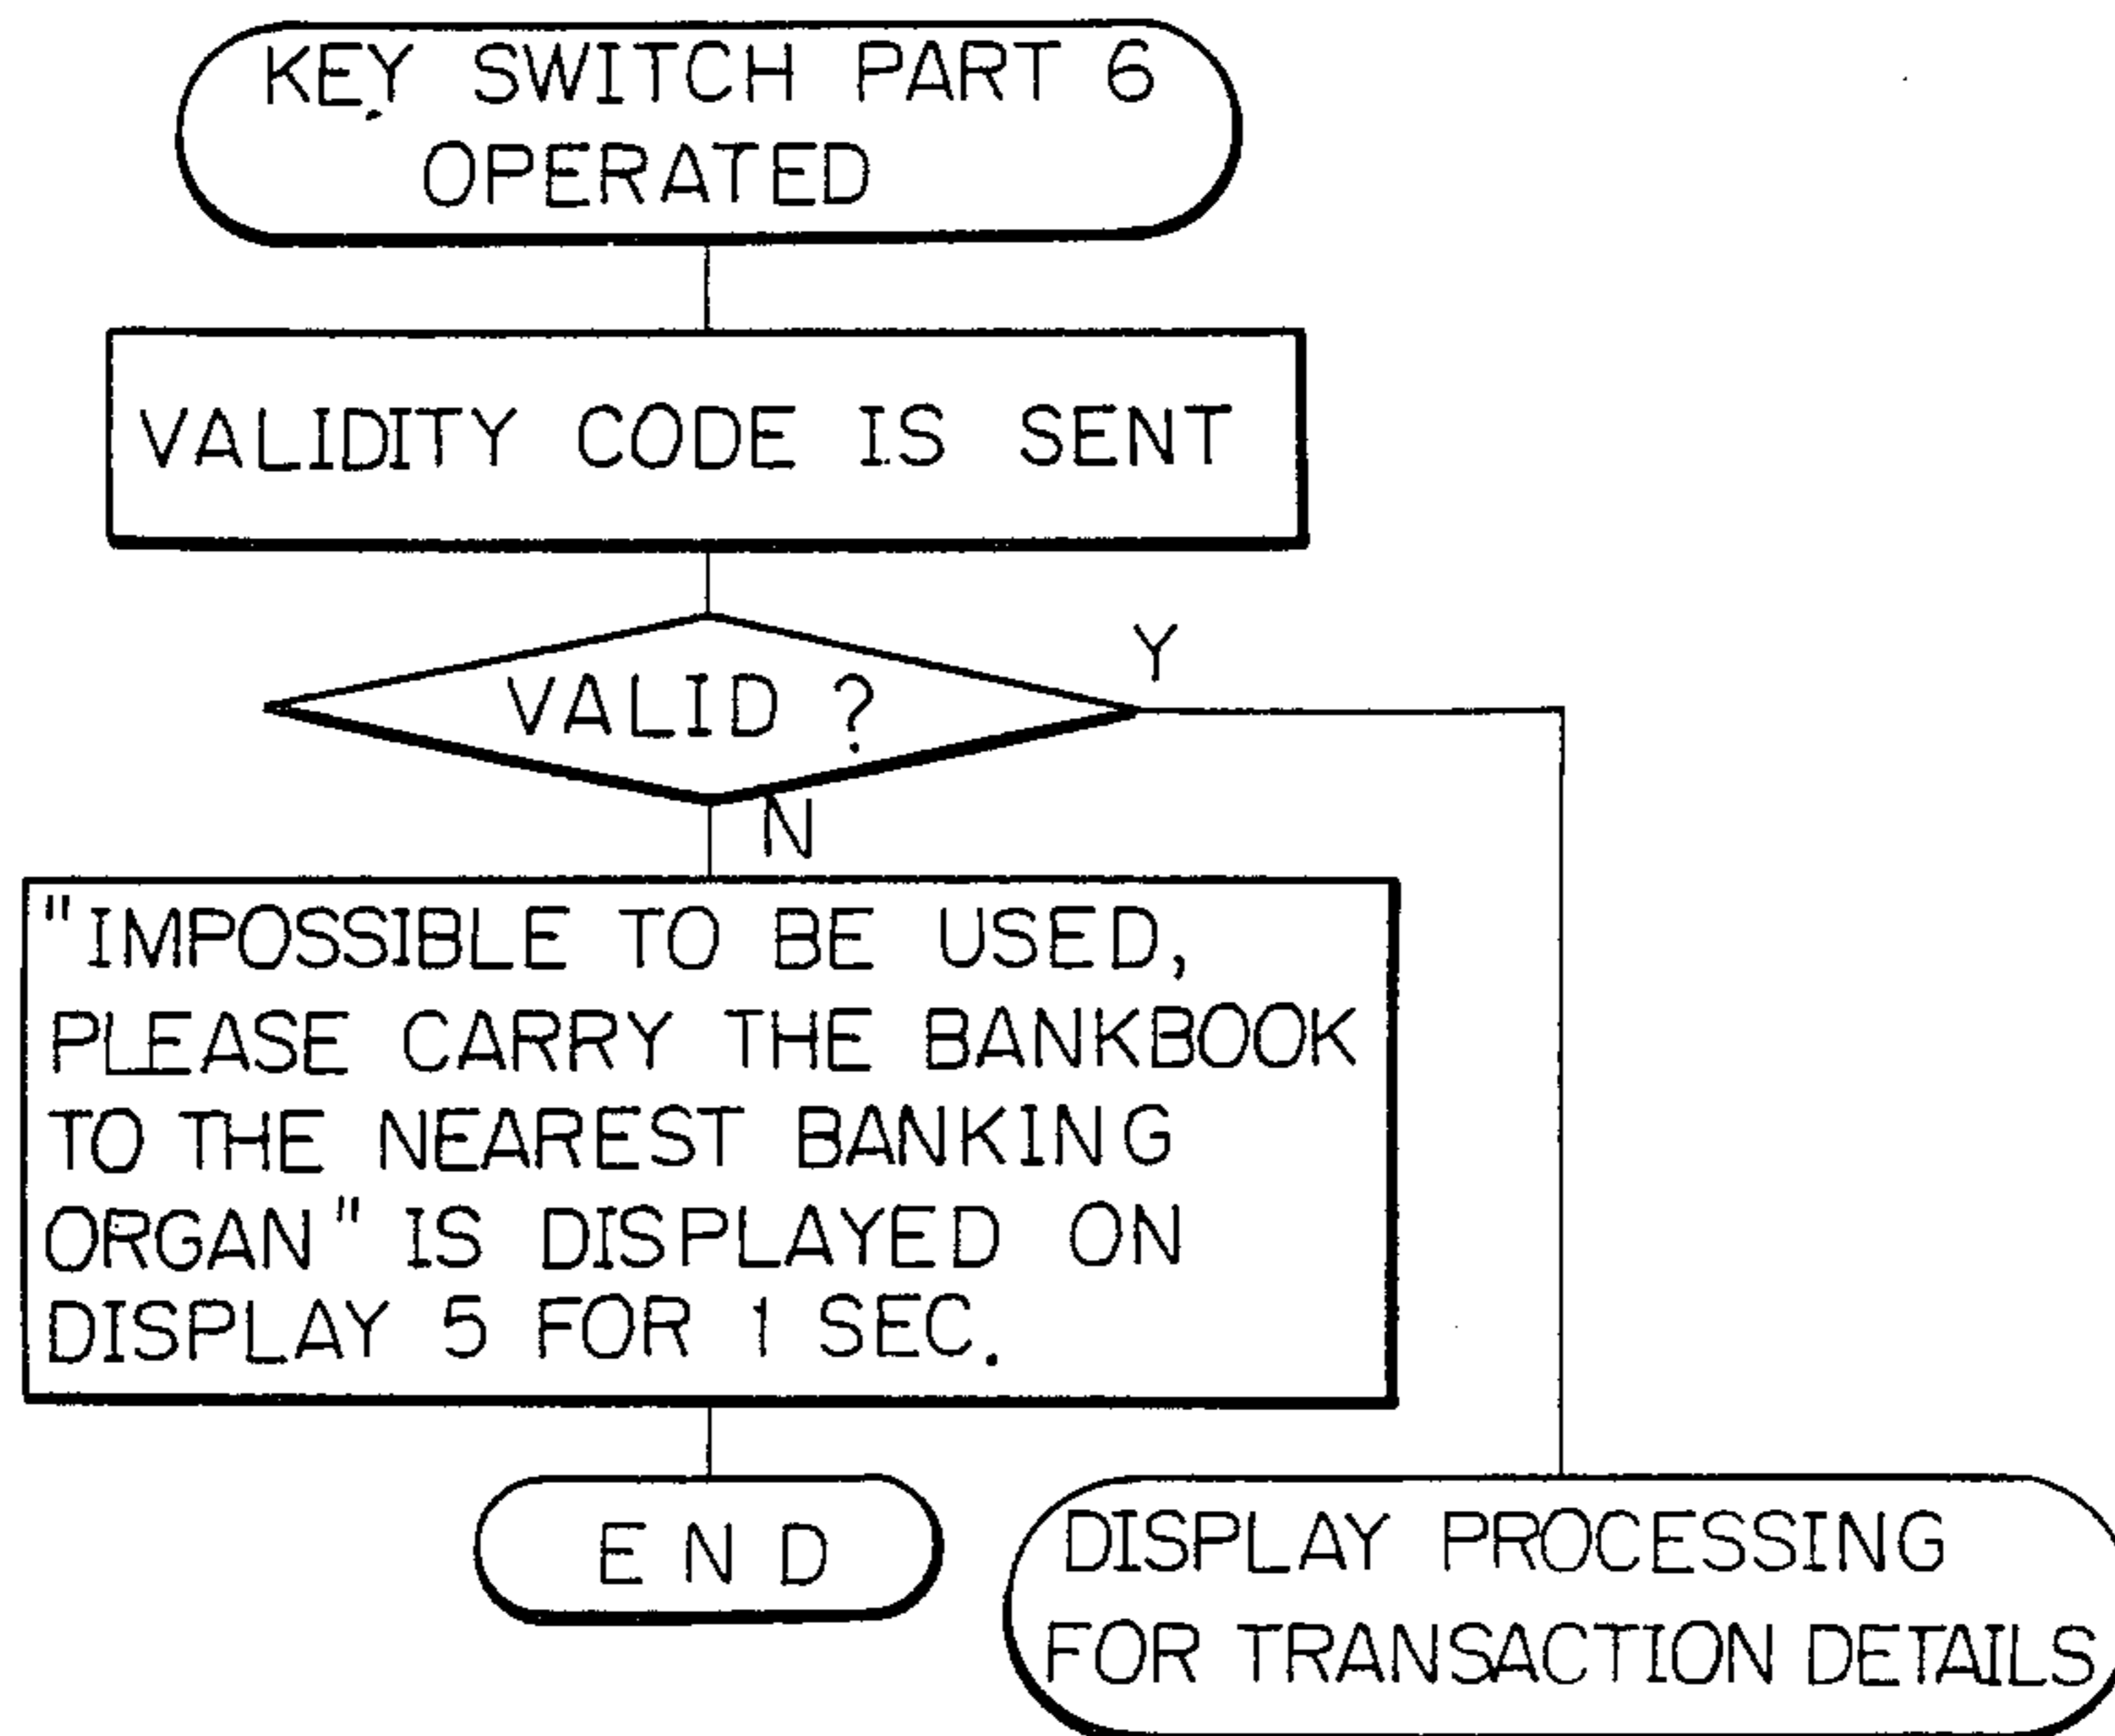 KEY SWITCH PART 6
OPERATED
VALIDITY CODE IS SENT
VALID ?
Y
N
"IMPOSSIBLE TO BE USED,
PLEASE CARRY THE BANKBOOK
TO THE NEAREST BANKING
ORGAN" IS DISPLAYED ON
DISPLAY 5 FOR 1 SEC.
END
DISPLAY PROCESSING
FOR TRANSACTION DETAILS